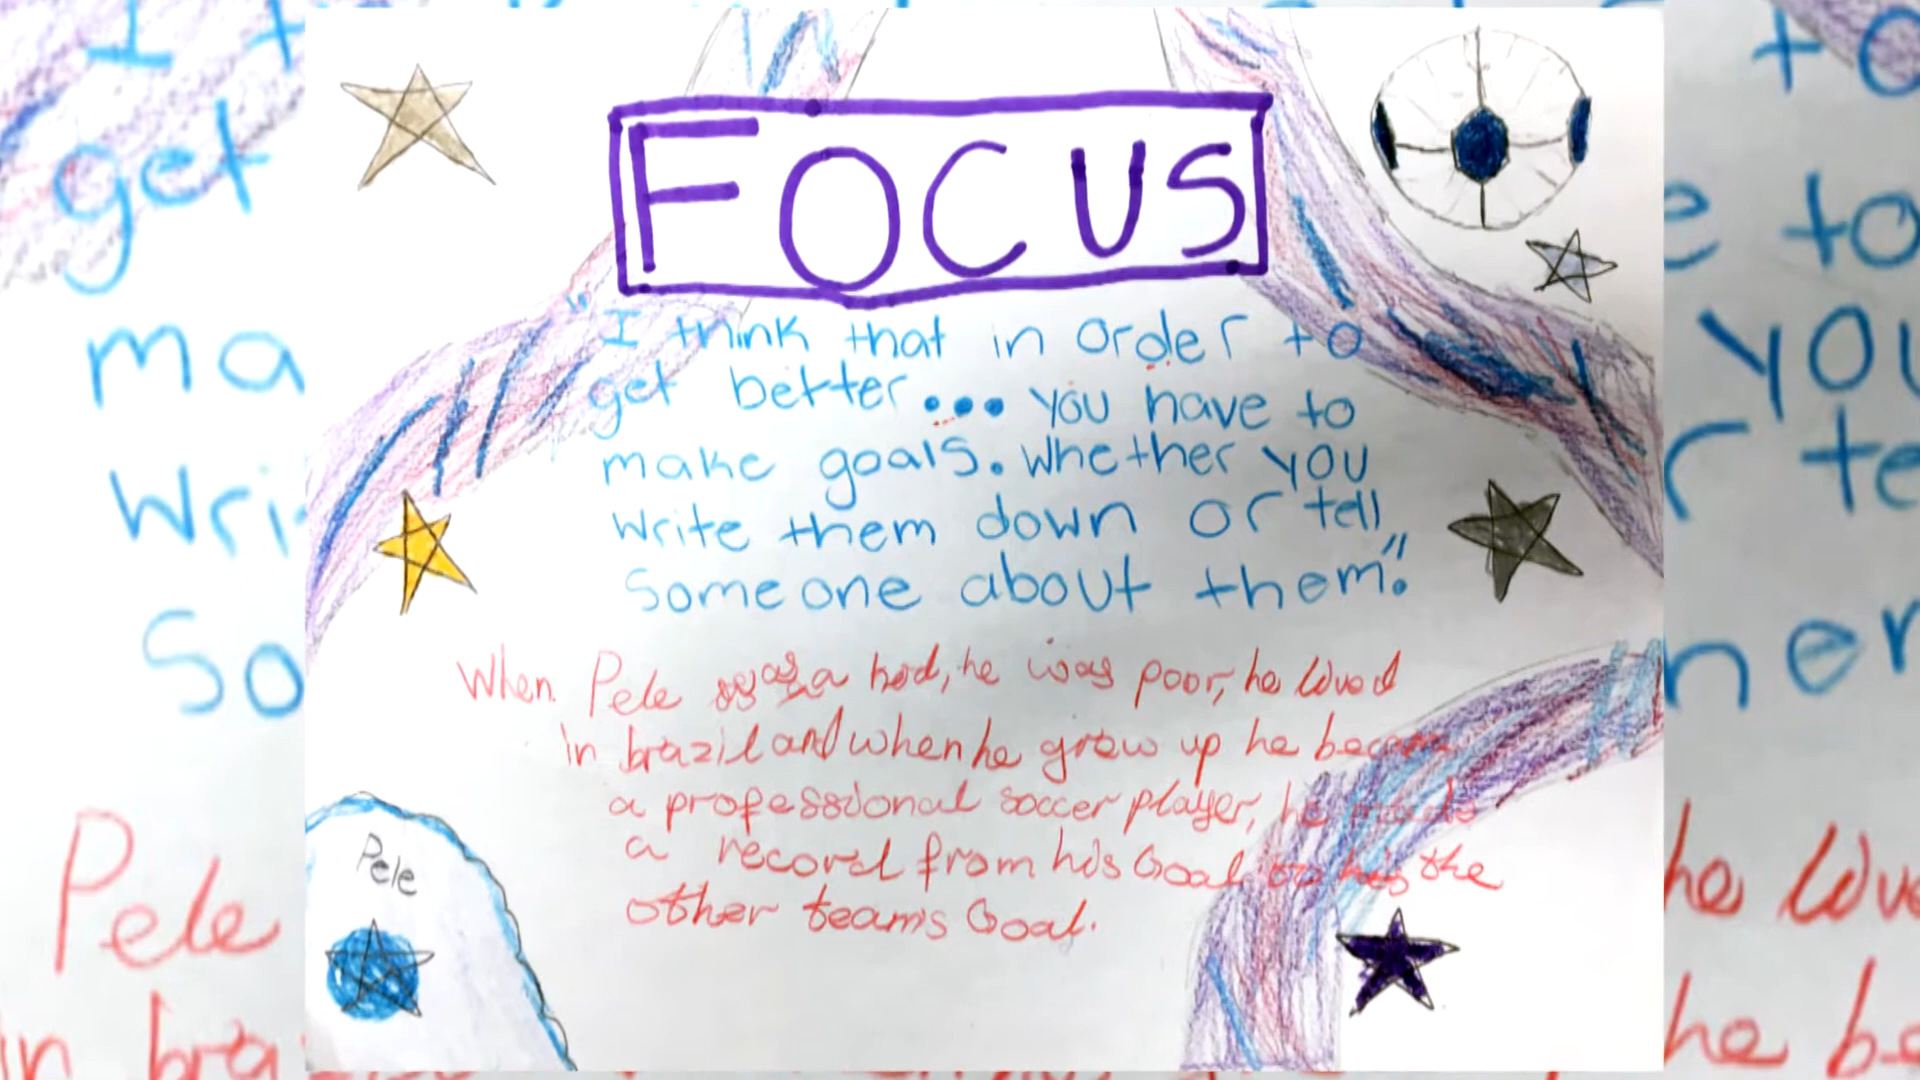 FOCUS
"I think that in order to
get better... you have to
make goals. Whether you
write them down or tell
someone about them."
When Pele was a kid, he was poor, he lived
in brazil and when he grew up he became
a professional soccer player, he made
a record from his Goal to the
other team's Goal.
Pele